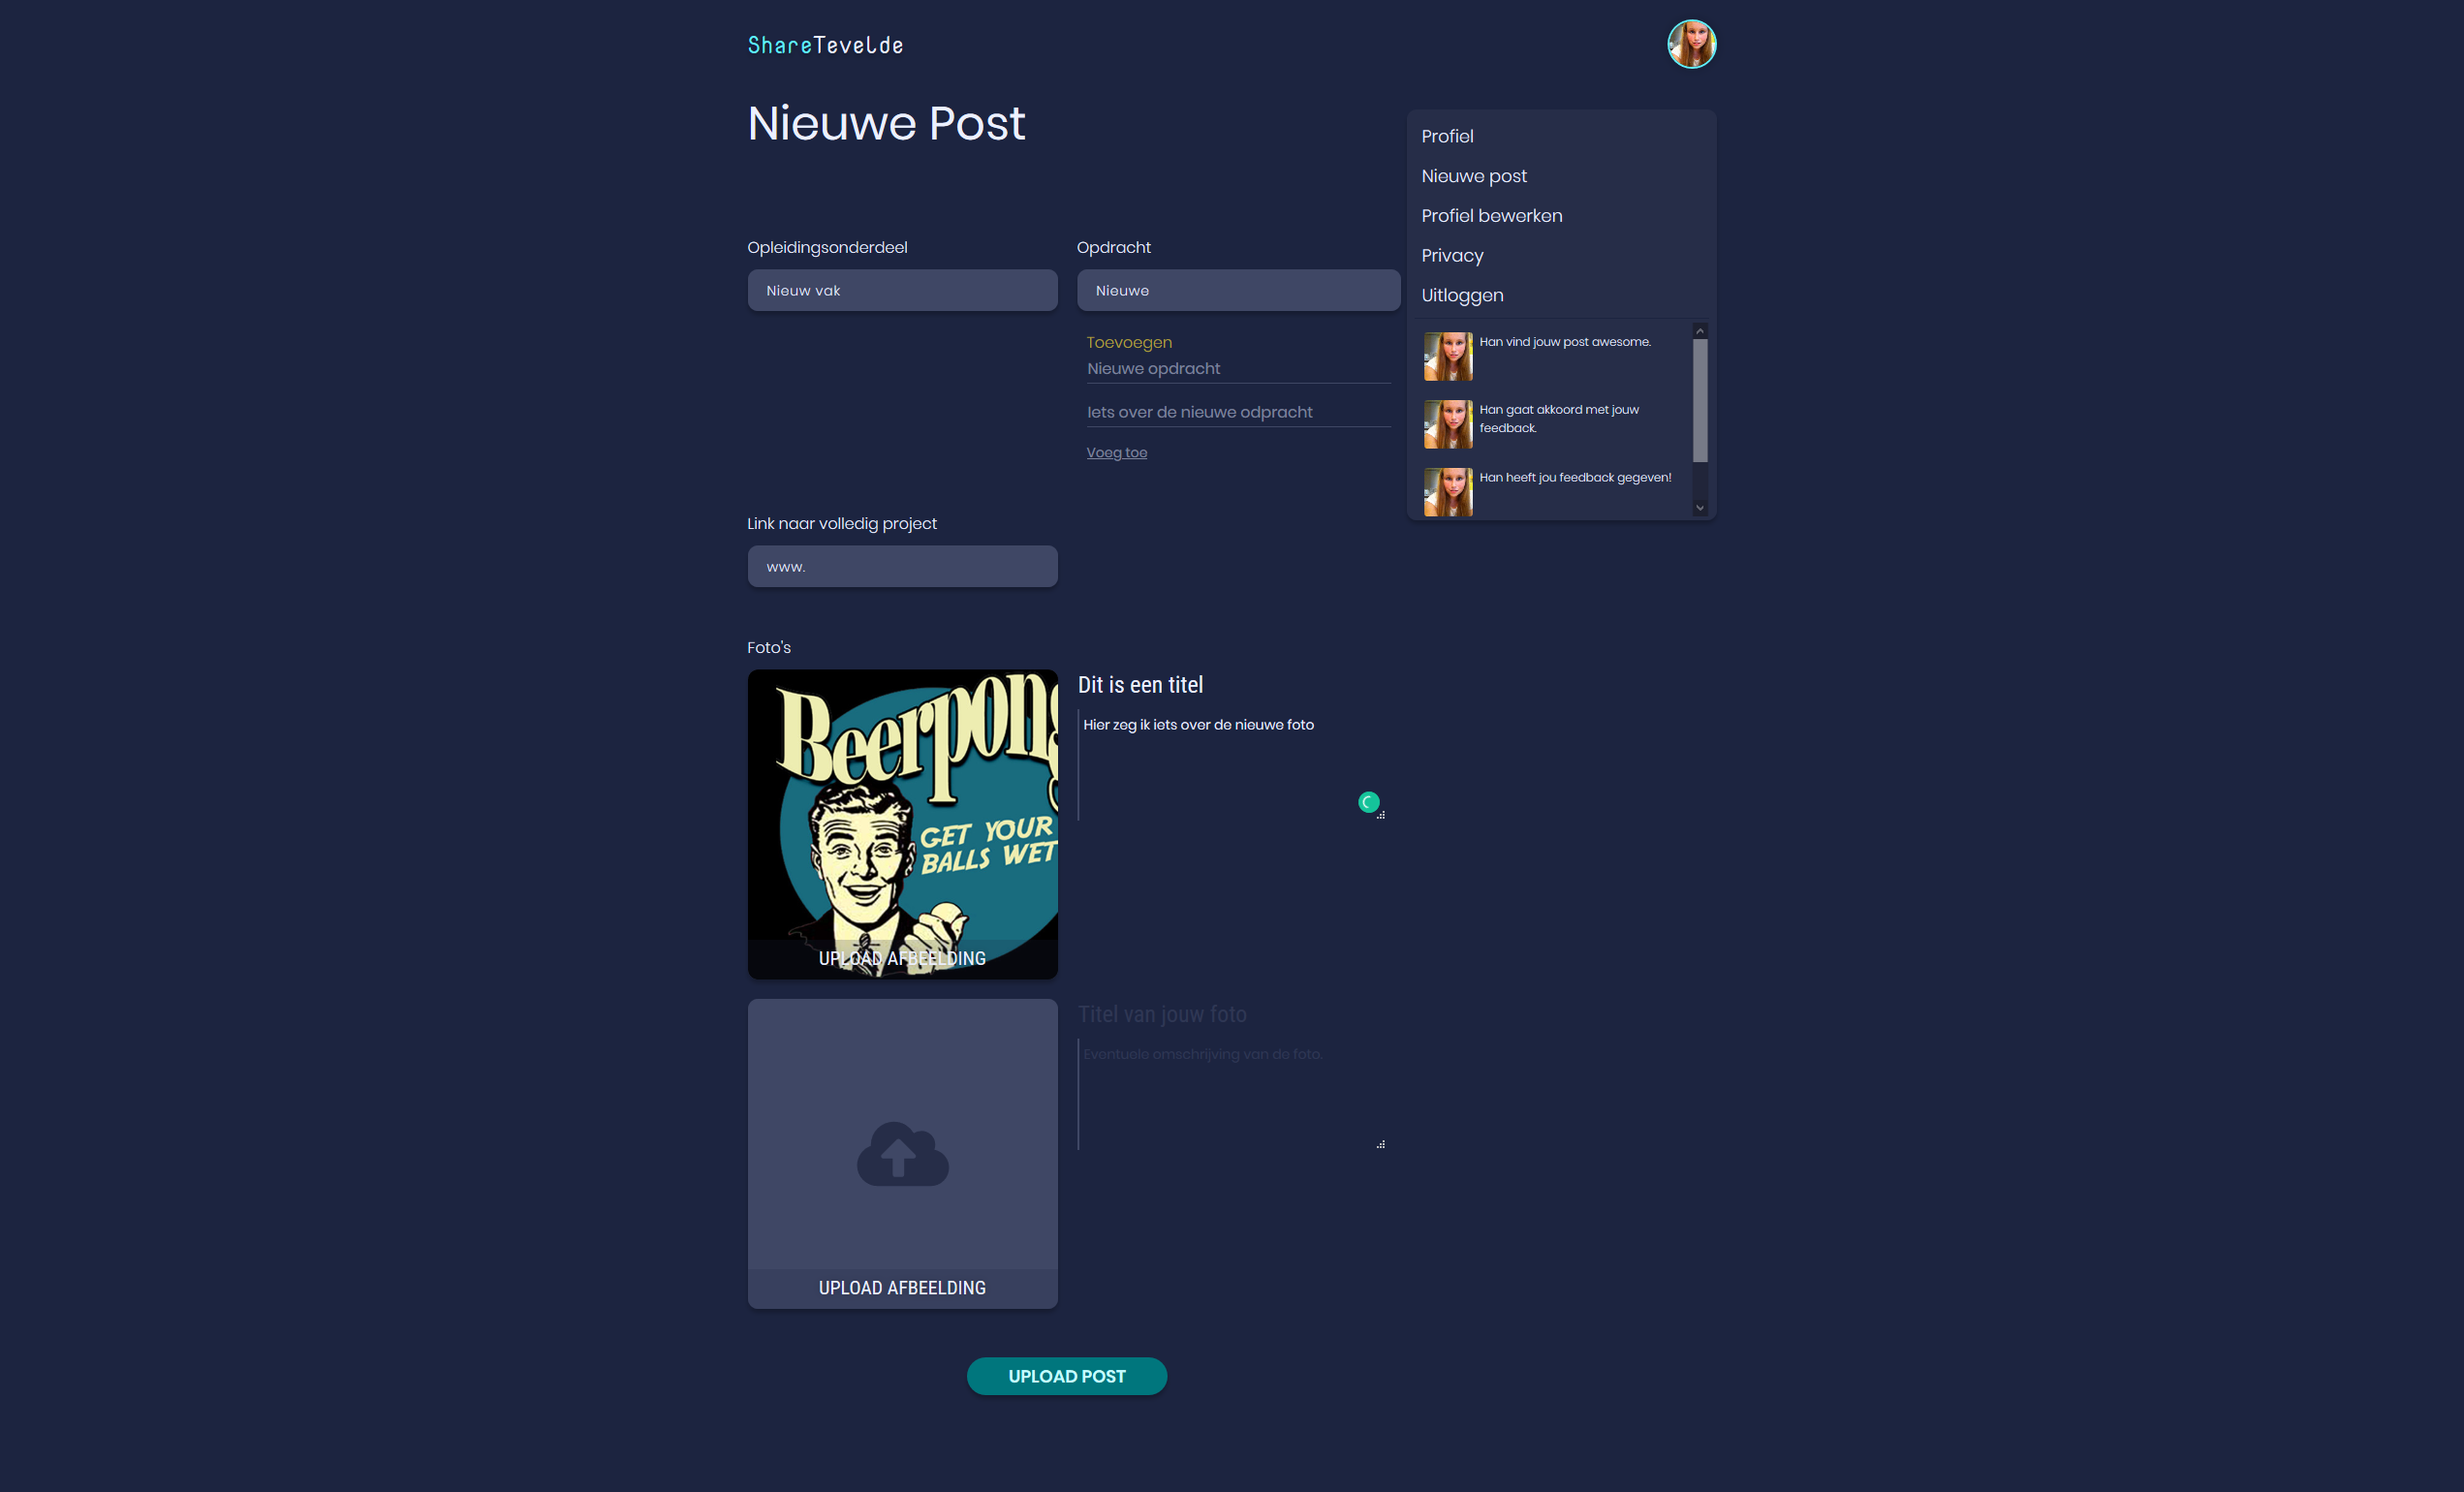 ShareTevelde
Nieuwe Post
Profiel
Nieuwe post
Profiel bewerken
Privacy
Uitloggen
Han vind jouw post awesome.
Han gaat akkoord met jouw
feedback.
Han heeft jou feedback gegeven!
Opleidingsonderdeel
Nieuw vak
Opdracht
Nieuwe
Toevoegen
Nieuwe opdracht
Iets over de nieuwe odpracht
Voeg toe
Link naar volledig project
www.
Foto's
Beerpong
GET YOUR
BALLS WET
UPLOAD AFBEELDING
Dit is een titel
Hier zeg ik iets over de nieuwe foto
UPLOAD AFBEELDING
Titel van jouw foto
Eventuele omschrijving van de foto.
UPLOAD POST